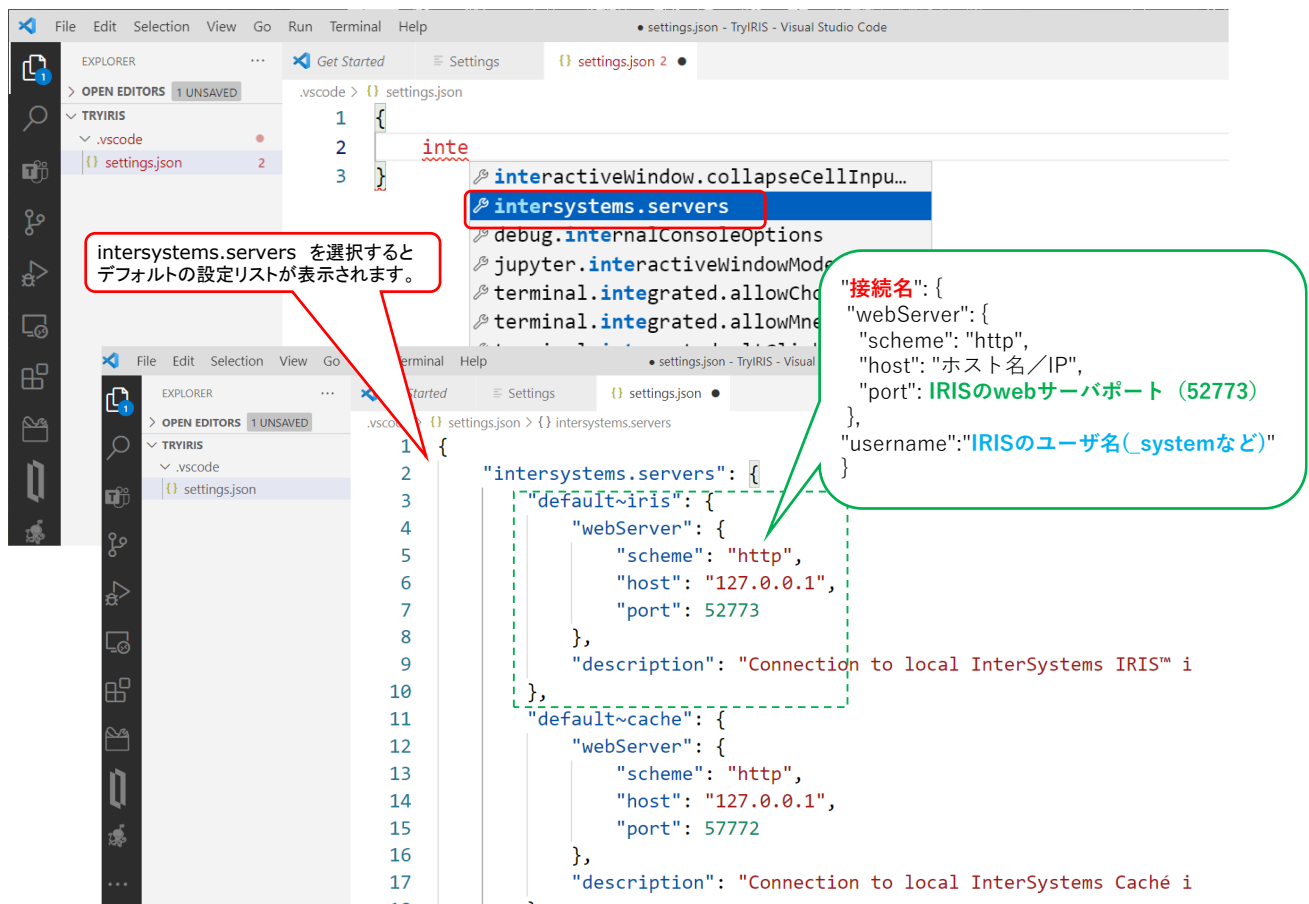 File Edit Selection View Go Run Terminal Help
● settings.json - TryIRIS - Visual Studio Code
EXPLORER ...
Get Started
Settings
{} settings.json 2 ●
1
> OPEN EDITORS 1 UNSAVED
.vscode > {} settings.json
TRYIRIS
.vscode
{} settings.json 2
1 {
2 inte
3 }
interactiveWindow.collapseCellInpu…
intersystems.servers
debug.internalConsoleOptions
jupyter.interactiveWindowMode
terminal.integrated.allowCho
terminal.integrated.allowMne
intersystems.servers を選択すると
デフォルトの設定リストが表示されます。
"接続名": {
"webServer": {
"scheme": "http",
"host": "ホスト名／IP",
"port": IRISのwebサーバポート（52773）
},
"username":"IRISのユーザ名(_systemなど)"
}
File Edit Selection View Go
Help
● settings.json - TryIRIS - Visual
EXPLORER ...
Settings
{} settings.json ●
1
> OPEN EDITORS 1 UNSAVED
{} settings.json > {} intersystems.servers
TRYIRIS
.vscode
{} settings.json
1 {
2 "intersystems.servers": {
3 "default~iris": {
4 "webServer": {
5 "scheme": "http",
6 "host": "127.0.0.1",
7 "port": 52773
8 },
9 "description": "Connection to local InterSystems IRIS™ i
10 },
11 "default~cache": {
12 "webServer": {
13 "scheme": "http",
14 "host": "127.0.0.1",
15 "port": 57772
16 },
17 "description": "Connection to local InterSystems Caché i